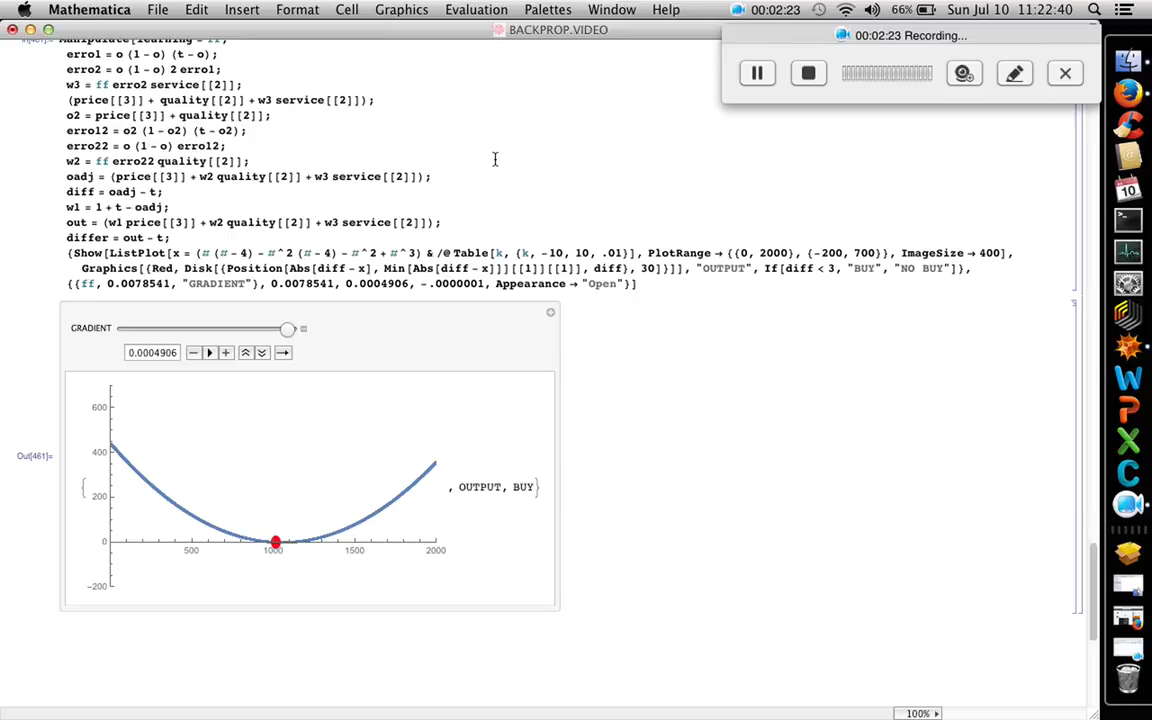 Mathematica File Edit Insert Format Cell Graphics Evaluation Palettes Window Help 00:02:23 66% Sun Jul 10 11:22:40
BACKPROP.VIDEO
00:02:23 Recording...
In[461]:= Manipulate[learning = ff;
erro1 = o (1 - o) (t - o);
erro2 = o (1 - o) 2 erro1;
w3 = ff erro2 service[[2]];
(price[[3]] + quality[[2]] + w3 service[[2]]);
o2 = price[[3]] + quality[[2]];
erro12 = o2 (1 - o2) (t - o2);
erro22 = o (1 - o) erro12;
w2 = ff erro22 quality[[2]];
oadj = (price[[3]] + w2 quality[[2]] + w3 service[[2]]);
diff = oadj - t;
w1 = 1 + t - oadj;
out = (w1 price[[3]] + w2 quality[[2]] + w3 service[[2]]);
differ = out - t;
{Show[ListPlot[x = (# (# - 4) - #^2 (# - 4) - #^2 + #^3) & /@ Table[k, {k, -10, 10, .01}], PlotRange → {{0, 2000}, {-200, 700}}, ImageSize → 400],
Graphics[{Red, Disk[{Position[Abs[diff - x], Min[Abs[diff - x]]][[1]][[1]], diff}, 30]}]], "OUTPUT", If[diff < 3, "BUY", "NO BUY"]},
{{ff, 0.0078541, "GRADIENT"}, 0.0078541, 0.0004906, -.0000001, Appearance → "Open"}]
GRADIENT
0.0004906
600
400
200
0
-200
500 1000 1500 2000
Out[461]=
{ , OUTPUT, BUY}
10
100%